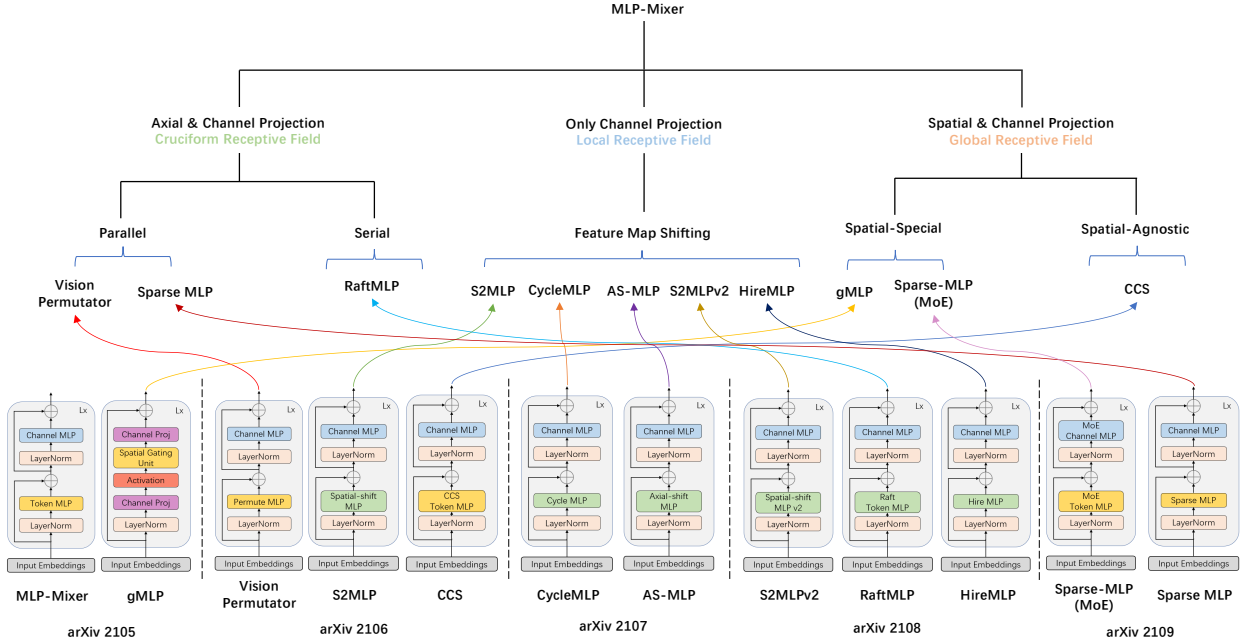 MLP-Mixer
Axial & Channel Projection
Cruciform Receptive Field
Only Channel Projection
Local Receptive Field
Spatial & Channel Projection
Global Receptive Field
Parallel
Serial
Feature Map Shifting
Spatial-Special
Spatial-Agnostic
Vision
Permutator
Sparse MLP
RaftMLP
S2MLP
CycleMLP
AS-MLP
S2MLPv2
HireMLP
gMLP
Sparse-MLP
(MoE)
CCS
Lx
Channel MLP
LayerNorm
Token MLP
LayerNorm
Input Embeddings
MLP-Mixer
Lx
Channel Proj
Spatial Gating
Unit
Activation
Channel Proj
LayerNorm
Input Embeddings
gMLP
arXiv 2105
Lx
Channel MLP
LayerNorm
Permute MLP
LayerNorm
Input Embeddings
Vision
Permutator
Lx
Channel MLP
LayerNorm
Spatial-shift
MLP
LayerNorm
Input Embeddings
S2MLP
Lx
Channel MLP
LayerNorm
CCS
Token MLP
LayerNorm
Input Embeddings
CCS
arXiv 2106
Lx
Channel MLP
LayerNorm
Cycle MLP
LayerNorm
Input Embeddings
CycleMLP
Lx
Channel MLP
LayerNorm
Axial-shift
MLP
LayerNorm
Input Embeddings
AS-MLP
arXiv 2107
Lx
Channel MLP
LayerNorm
Spatial-shift
MLP v2
LayerNorm
Input Embeddings
S2MLPv2
Lx
Channel MLP
LayerNorm
Raft
Token MLP
LayerNorm
Input Embeddings
RaftMLP
Lx
Channel MLP
LayerNorm
Hire MLP
LayerNorm
Input Embeddings
HireMLP
arXiv 2108
Lx
MoE
Channel MLP
LayerNorm
MoE
Token MLP
LayerNorm
Input Embeddings
Sparse-MLP
(MoE)
Lx
Channel MLP
LayerNorm
Sparse MLP
LayerNorm
Input Embeddings
Sparse MLP
arXiv 2109